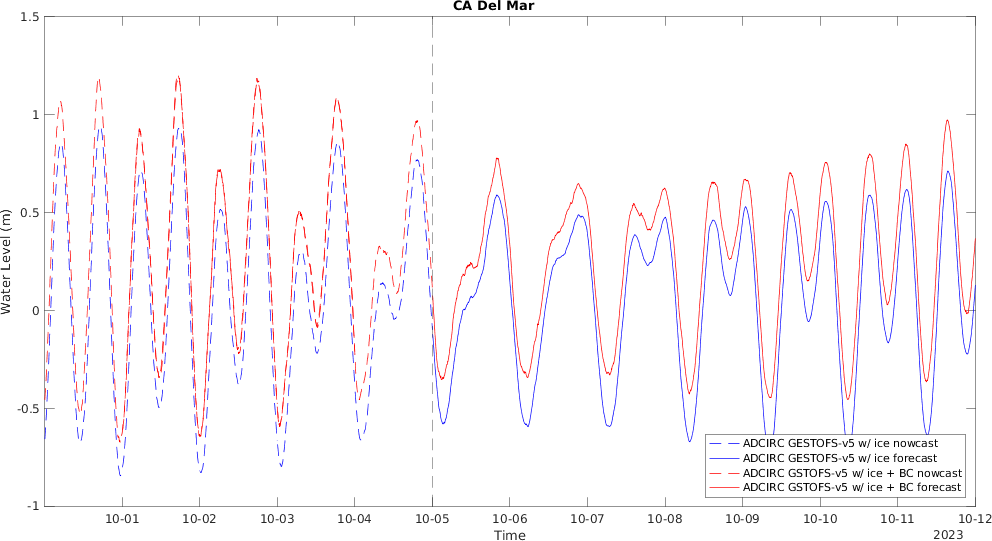 CA Del Mar
Water Level (m)
1.5
1
0.5
0
-0.5
-1
ADCIRC GESTOFS-v5 w/ ice nowcast
ADCIRC GESTOFS-v5 w/ ice forecast
ADCIRC GSTOFS-v5 w/ ice + BC nowcast
ADCIRC GSTOFS-v5 w/ ice + BC forecast
10-01 10-02 10-03 10-04 10-05 10-06 10-07 10-08 10-09 10-10 10-11 10-12
Time
2023